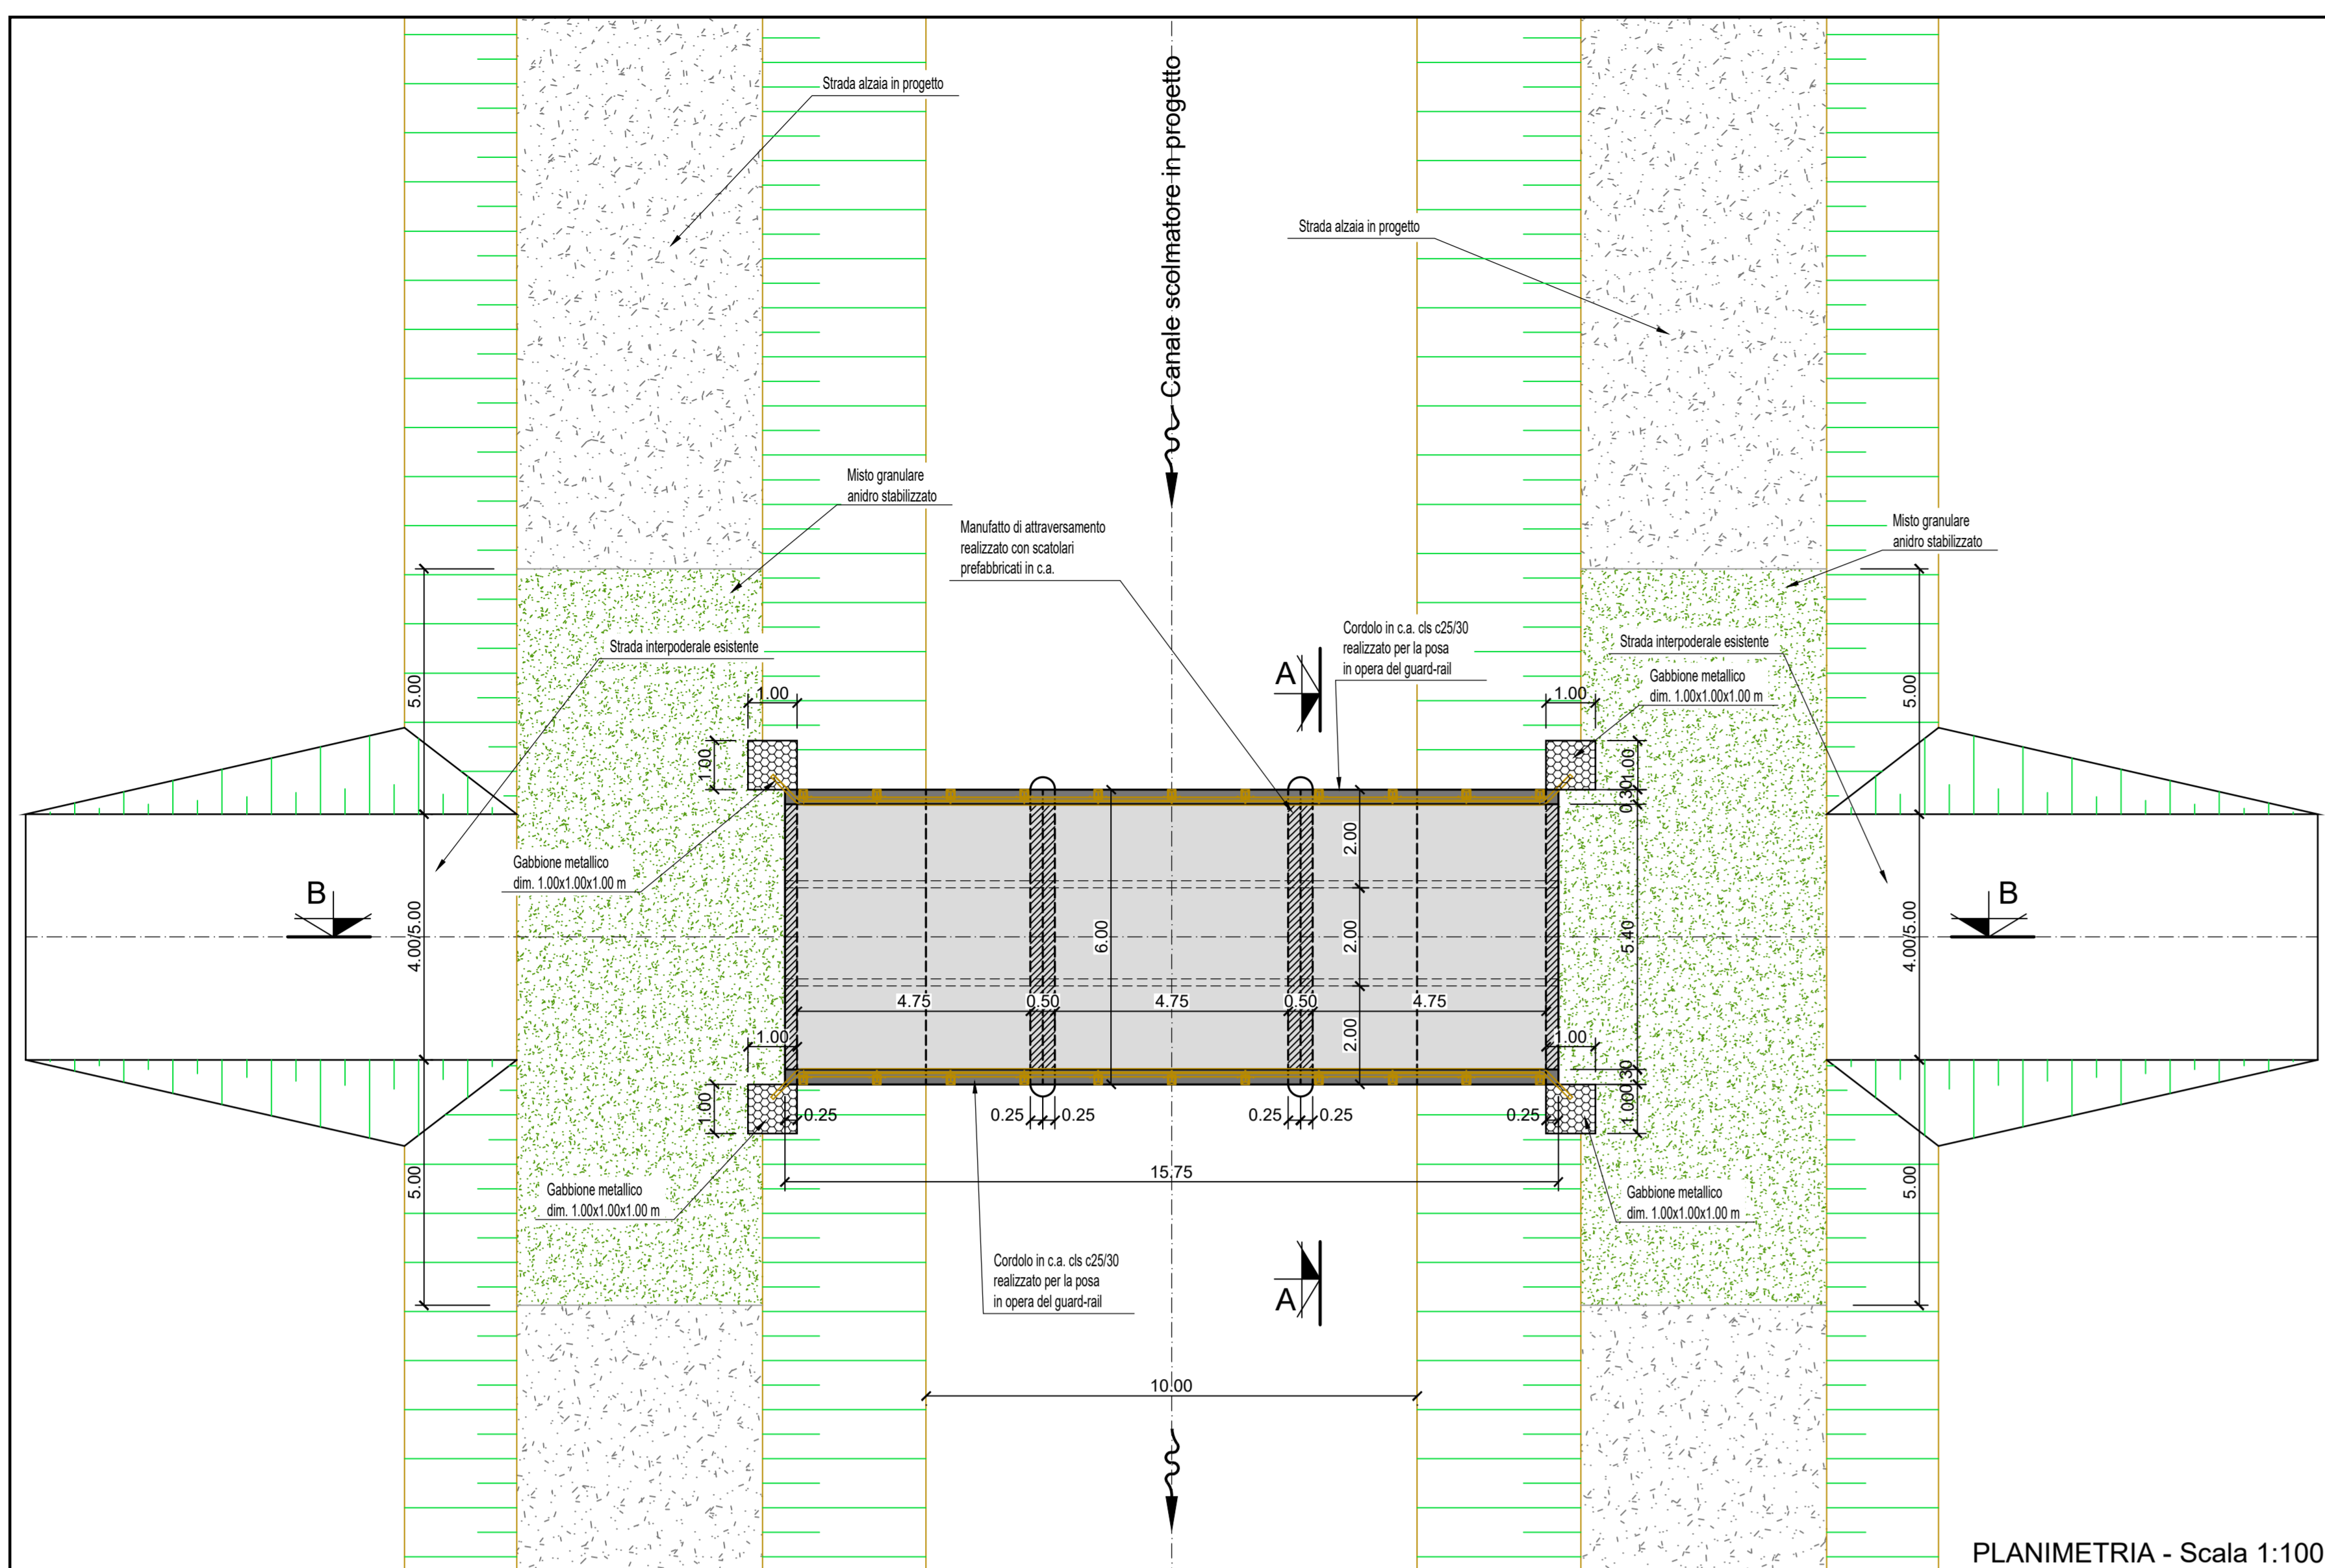 Strada alzaia in progetto
Canale scolmatore in progetto
Strada alzaia in progetto
Misto granulare
anidro stabilizzato
Manufatto di attraversamento
realizzato con scatolari
prefabbricati in c.a.
Misto granulare
anidro stabilizzato
Cordolo in c.a. cls c25/30
realizzato per la posa
in opera del guard-rail
Strada interpoderale esistente
Strada interpoderale esistente
Gabbione metallico
dim. 1.00x1.00x1.00 m
A
5.00
1.00
1.00
5.00
1.00
1.00
0.30
2.00
Gabbione metallico
dim. 1.00x1.00x1.00 m
B
B
4.00/5.00
6.00
2.00
5.40
4.00/5.00
4.75
0.50
4.75
0.50
4.75
1.00
2.00
1.00
1.00
0.25
0.25
0.25
0.25
0.25
0.25
0.30
1.00
15.75
5.00
5.00
Gabbione metallico
dim. 1.00x1.00x1.00 m
Gabbione metallico
dim. 1.00x1.00x1.00 m
Cordolo in c.a. cls c25/30
realizzato per la posa
in opera del guard-rail
A
10.00
PLANIMETRIA - Scala 1:100